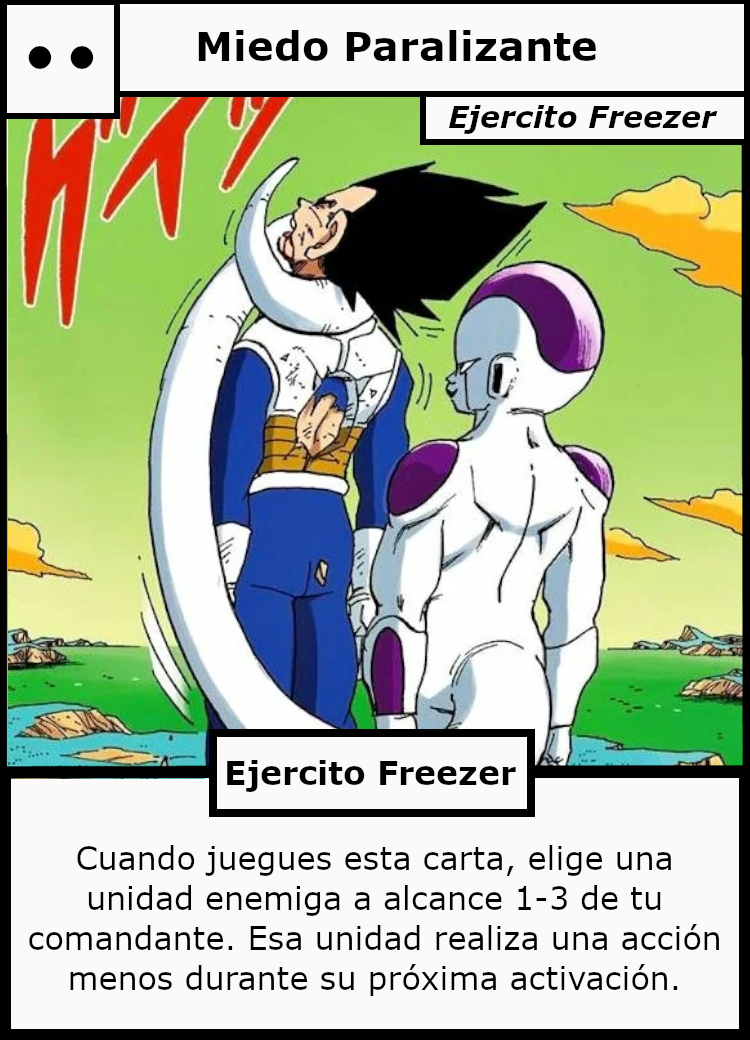 Miedo Paralizante
Ejercito Freezer
Ejercito Freezer
Cuando juegues esta carta, elige una
unidad enemiga a alcance 1-3 de tu
comandante. Esa unidad realiza una acción
menos durante su próxima activación.